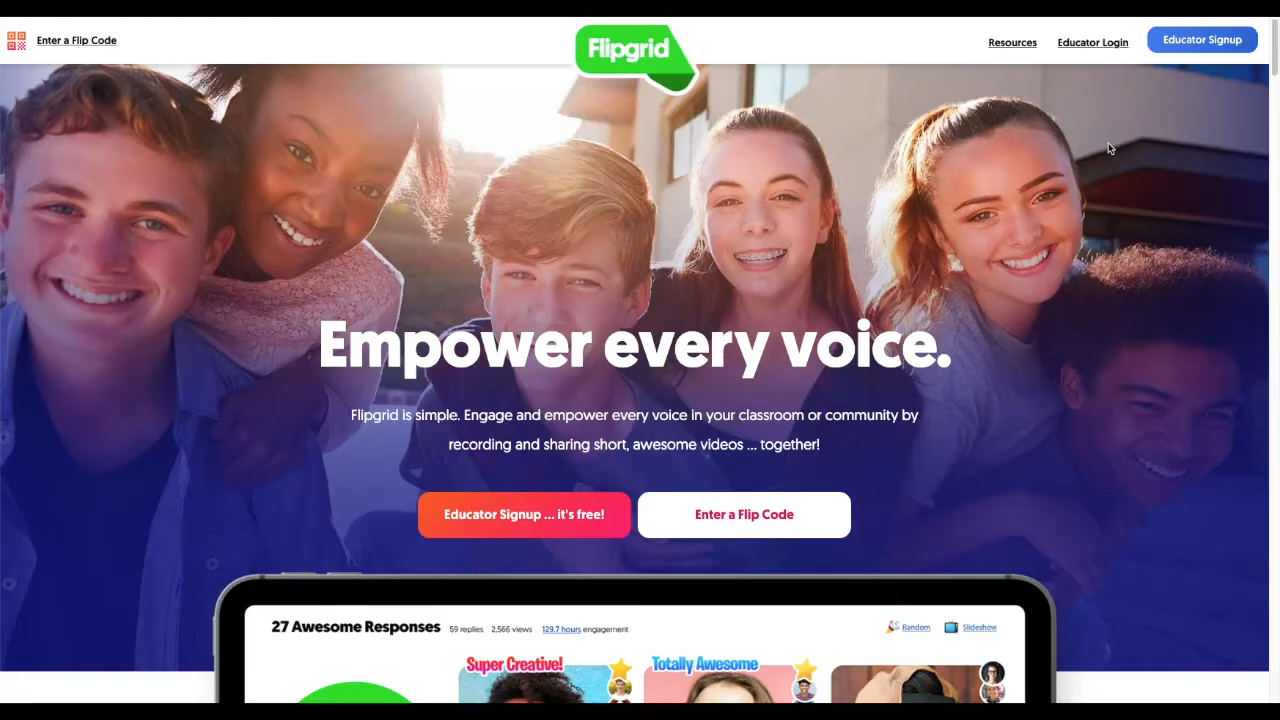 Enter a Flip Code
Flipgrid
Resources
Educator Login
Educator Signup
Empower every voice.
Flipgrid is simple. Engage and empower every voice in your classroom or community by
recording and sharing short, awesome videos ... together!
Educator Signup ... it's free!
Enter a Flip Code
27 Awesome Responses
59 replies
2,566 views
129.7 hours engagement
Random
Slideshow
Super Creative!
Totally Awesome